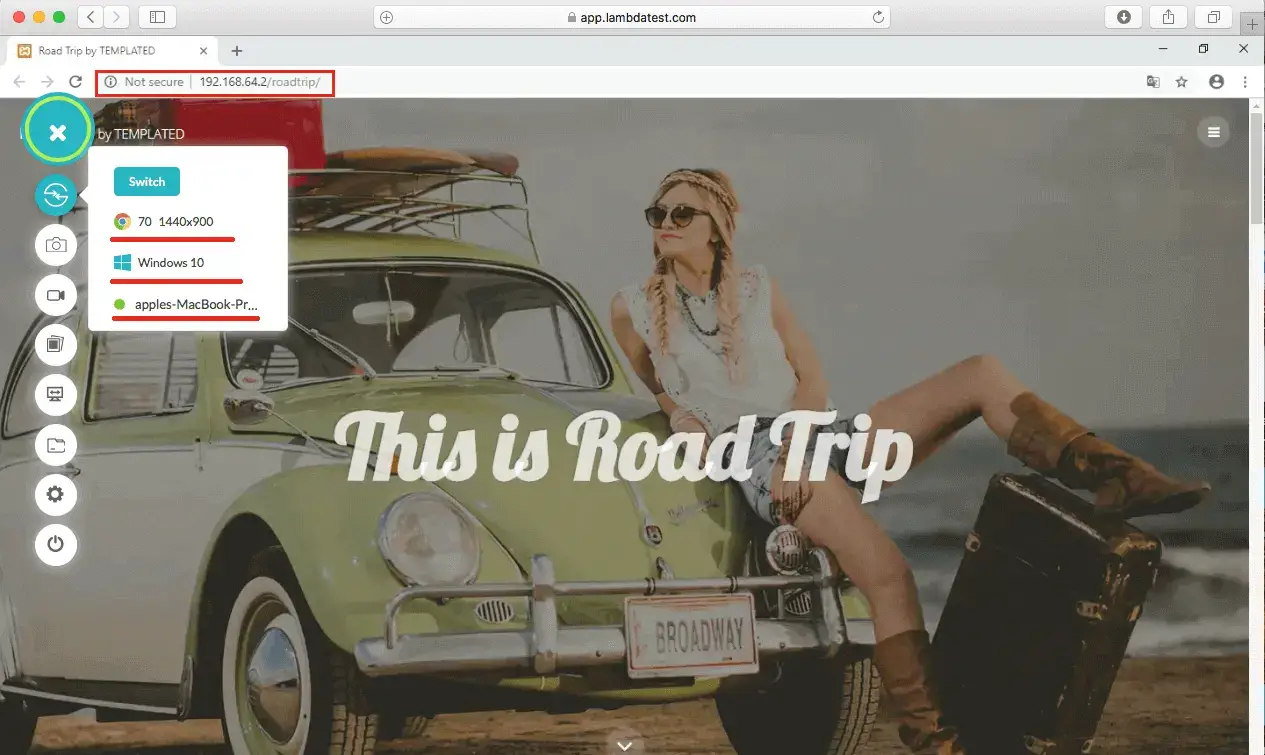 app.lambdatest.com
Road Trip by TEMPLATED
Not secure 192.168.64.2/roadtrip/
by TEMPLATED
Switch
70 1440x900
Windows 10
apples-MacBook-Pr...
This is Road Trip
BROADWAY